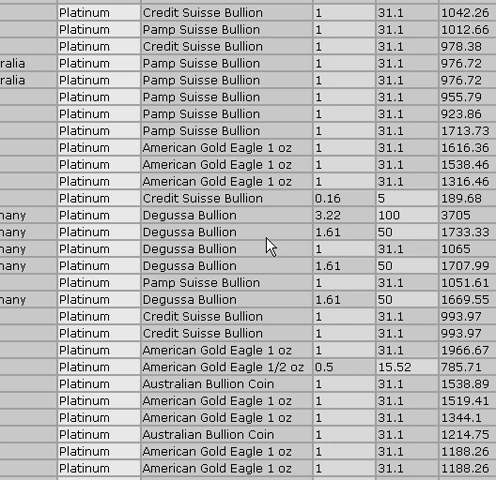 Platinum Credit Suisse Bullion 1 31.1 1042.26
Platinum Pamp Suisse Bullion 1 31.1 1012.66
Platinum Credit Suisse Bullion 1 31.1 978.38
ralia Platinum Pamp Suisse Bullion 1 31.1 976.72
ralia Platinum Pamp Suisse Bullion 1 31.1 976.72
Platinum Pamp Suisse Bullion 1 31.1 955.79
Platinum Pamp Suisse Bullion 1 31.1 923.86
Platinum Pamp Suisse Bullion 1 31.1 1713.73
Platinum American Gold Eagle 1 oz 1 31.1 1616.36
Platinum American Gold Eagle 1 oz 1 31.1 1538.46
Platinum American Gold Eagle 1 oz 1 31.1 1316.46
Platinum Credit Suisse Bullion 0.16 5 189.68
many Platinum Degussa Bullion 3.22 100 3705
many Platinum Degussa Bullion 1.61 50 1733.33
many Platinum Degussa Bullion 1 31.1 1065
many Platinum Degussa Bullion 1.61 50 1707.99
Platinum Pamp Suisse Bullion 1 31.1 1051.61
many Platinum Degussa Bullion 1.61 50 1669.55
Platinum Credit Suisse Bullion 1 31.1 993.97
Platinum Credit Suisse Bullion 1 31.1 993.97
Platinum American Gold Eagle 1 oz 1 31.1 1966.67
Platinum American Gold Eagle 1/2 oz 0.5 15.52 785.71
Platinum Australian Bullion Coin 1 31.1 1538.89
Platinum American Gold Eagle 1 oz 1 31.1 1519.41
Platinum American Gold Eagle 1 oz 1 31.1 1344.1
Platinum Australian Bullion Coin 1 31.1 1214.75
Platinum American Gold Eagle 1 oz 1 31.1 1188.26
Platinum American Gold Eagle 1 oz 1 31.1 1188.26